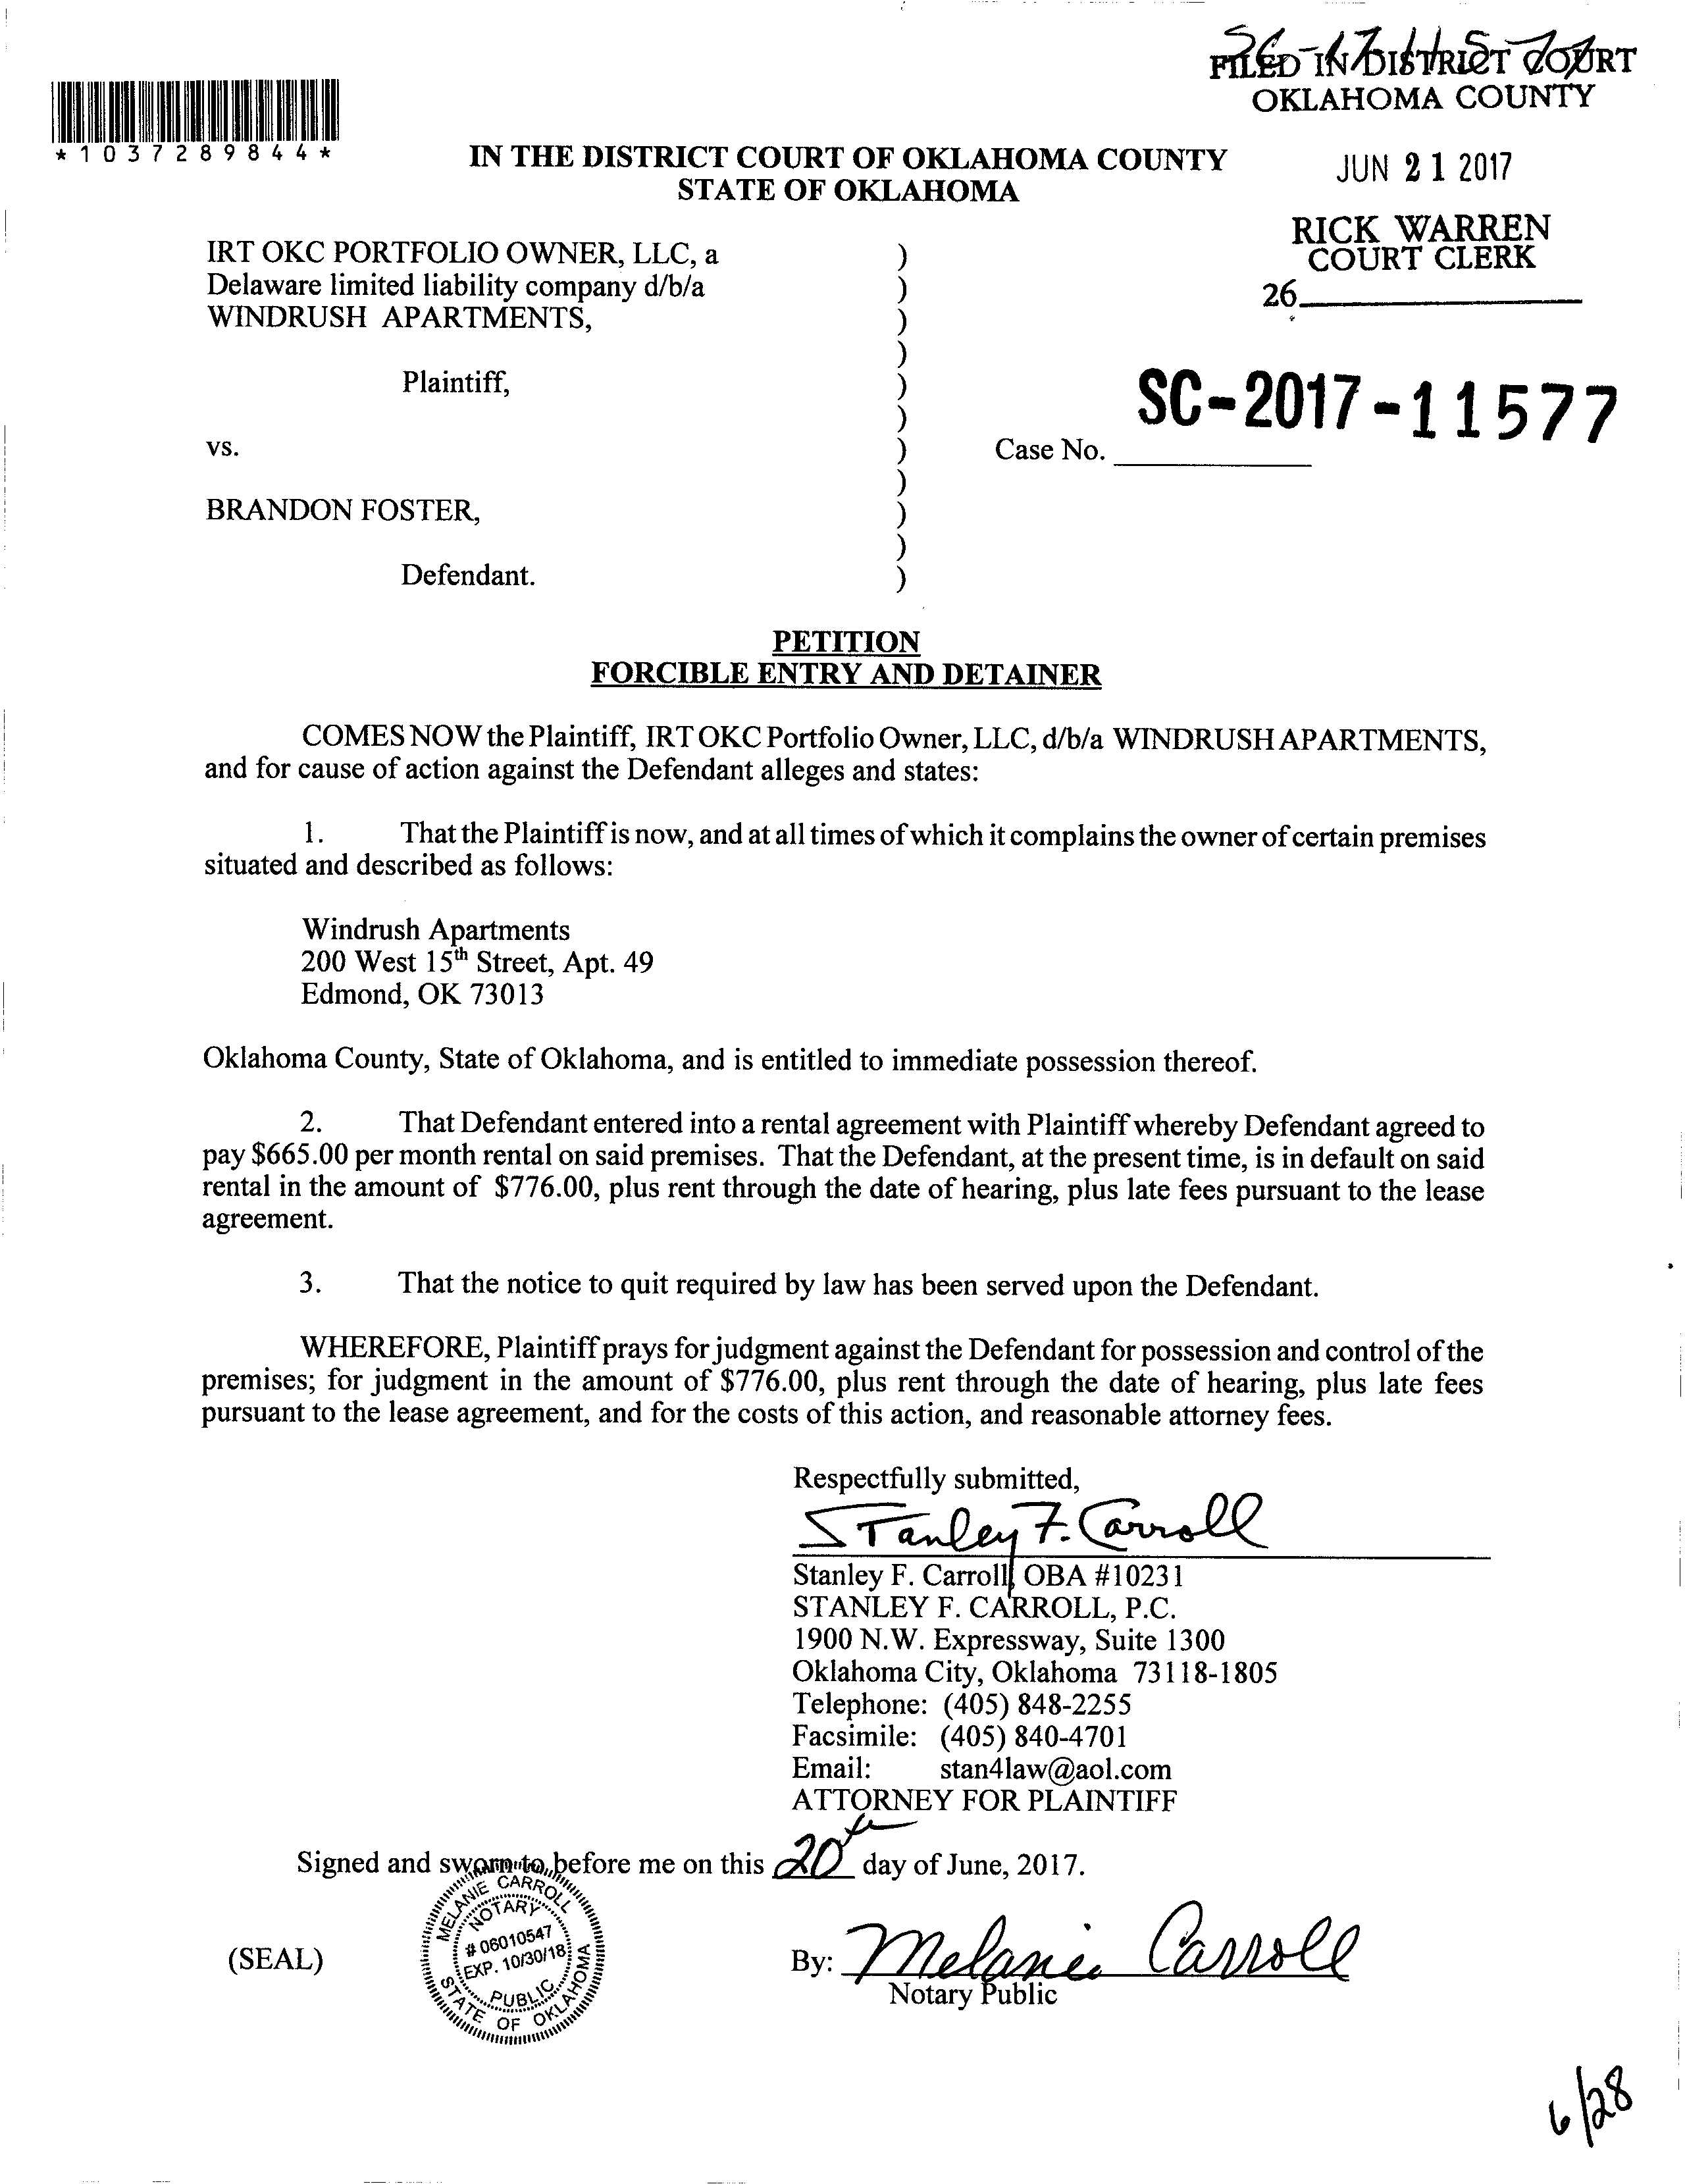 FILED IN DISTRICT COURT
OKLAHOMA COUNTY
*1037289844*
IN THE DISTRICT COURT OF OKLAHOMA COUNTY
STATE OF OKLAHOMA
JUN 21 2017
RICK WARREN
COURT CLERK
26
IRT OKC PORTFOLIO OWNER, LLC, a )
Delaware limited liability company d/b/a )
WINDRUSH APARTMENTS, )
)
Plaintiff, )
)
SC-2017-11577
vs. ) Case No.
)
BRANDON FOSTER, )
)
Defendant. )
PETITION
FORCIBLE ENTRY AND DETAINER
COMES NOW the Plaintiff, IRT OKC Portfolio Owner, LLC, d/b/a WINDRUSH APARTMENTS,
and for cause of action against the Defendant alleges and states:
1. That the Plaintiff is now, and at all times of which it complains the owner of certain premises
situated and described as follows:
Windrush Apartments
200 West 15th Street, Apt. 49
Edmond, OK 73013
Oklahoma County, State of Oklahoma, and is entitled to immediate possession thereof.
2. That Defendant entered into a rental agreement with Plaintiff whereby Defendant agreed to
pay $665.00 per month rental on said premises. That the Defendant, at the present time, is in default on said
rental in the amount of $776.00, plus rent through the date of hearing, plus late fees pursuant to the lease
agreement.
3. That the notice to quit required by law has been served upon the Defendant.
WHEREFORE, Plaintiff prays for judgment against the Defendant for possession and control of the
premises; for judgment in the amount of $776.00, plus rent through the date of hearing, plus late fees
pursuant to the lease agreement, and for the costs of this action, and reasonable attorney fees.
Respectfully submitted,
Stanley F. Carroll
Stanley F. Carroll, OBA #10231
STANLEY F. CARROLL, P.C.
1900 N.W. Expressway, Suite 1300
Oklahoma City, Oklahoma 73118-1805
Telephone: (405) 848-2255
Facsimile: (405) 840-4701
Email: stan4law@aol.com
ATTORNEY FOR PLAINTIFF
Signed and sworn to before me on this 20th day of June, 2017.
MELANIE CARROLL
NOTARY
# 06010547
EXP. 10/30/18
PUBLIC
STATE OF OKLAHOMA
(SEAL)
By: Melanie Carroll
Notary Public
6/28